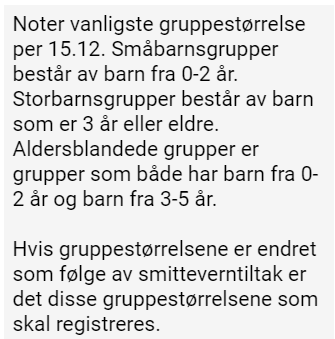 Noter vanligste gruppestørrelse
per 15.12. Småbarnsgrupper
består av barn fra 0-2 år.
Storbarnsgrupper består av barn
som er 3 år eller eldre.
Aldersblandede grupper er
grupper som både har barn fra 0-
2 år og barn fra 3-5 år.

Hvis gruppestørrelsene er endret
som følge av smitteverntiltak er
det disse gruppestørrelsene som
skal registreres.